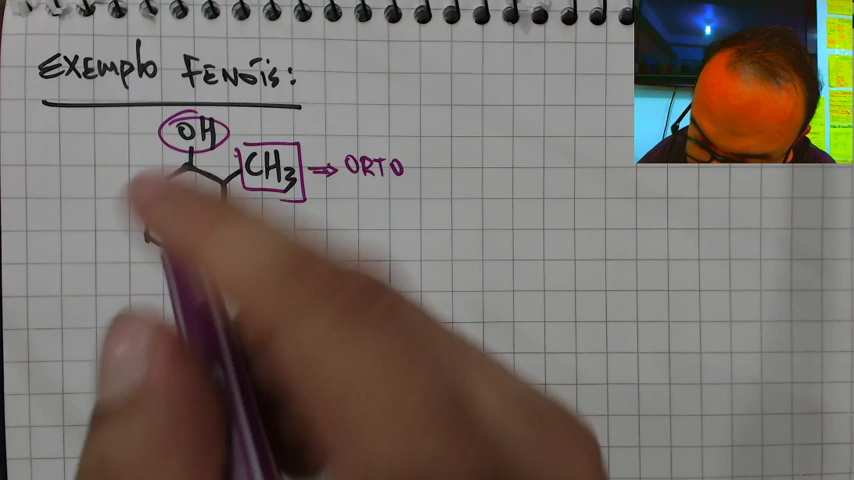 Exemplo Fenóis:
OH
CH3 ⇒ ORTO